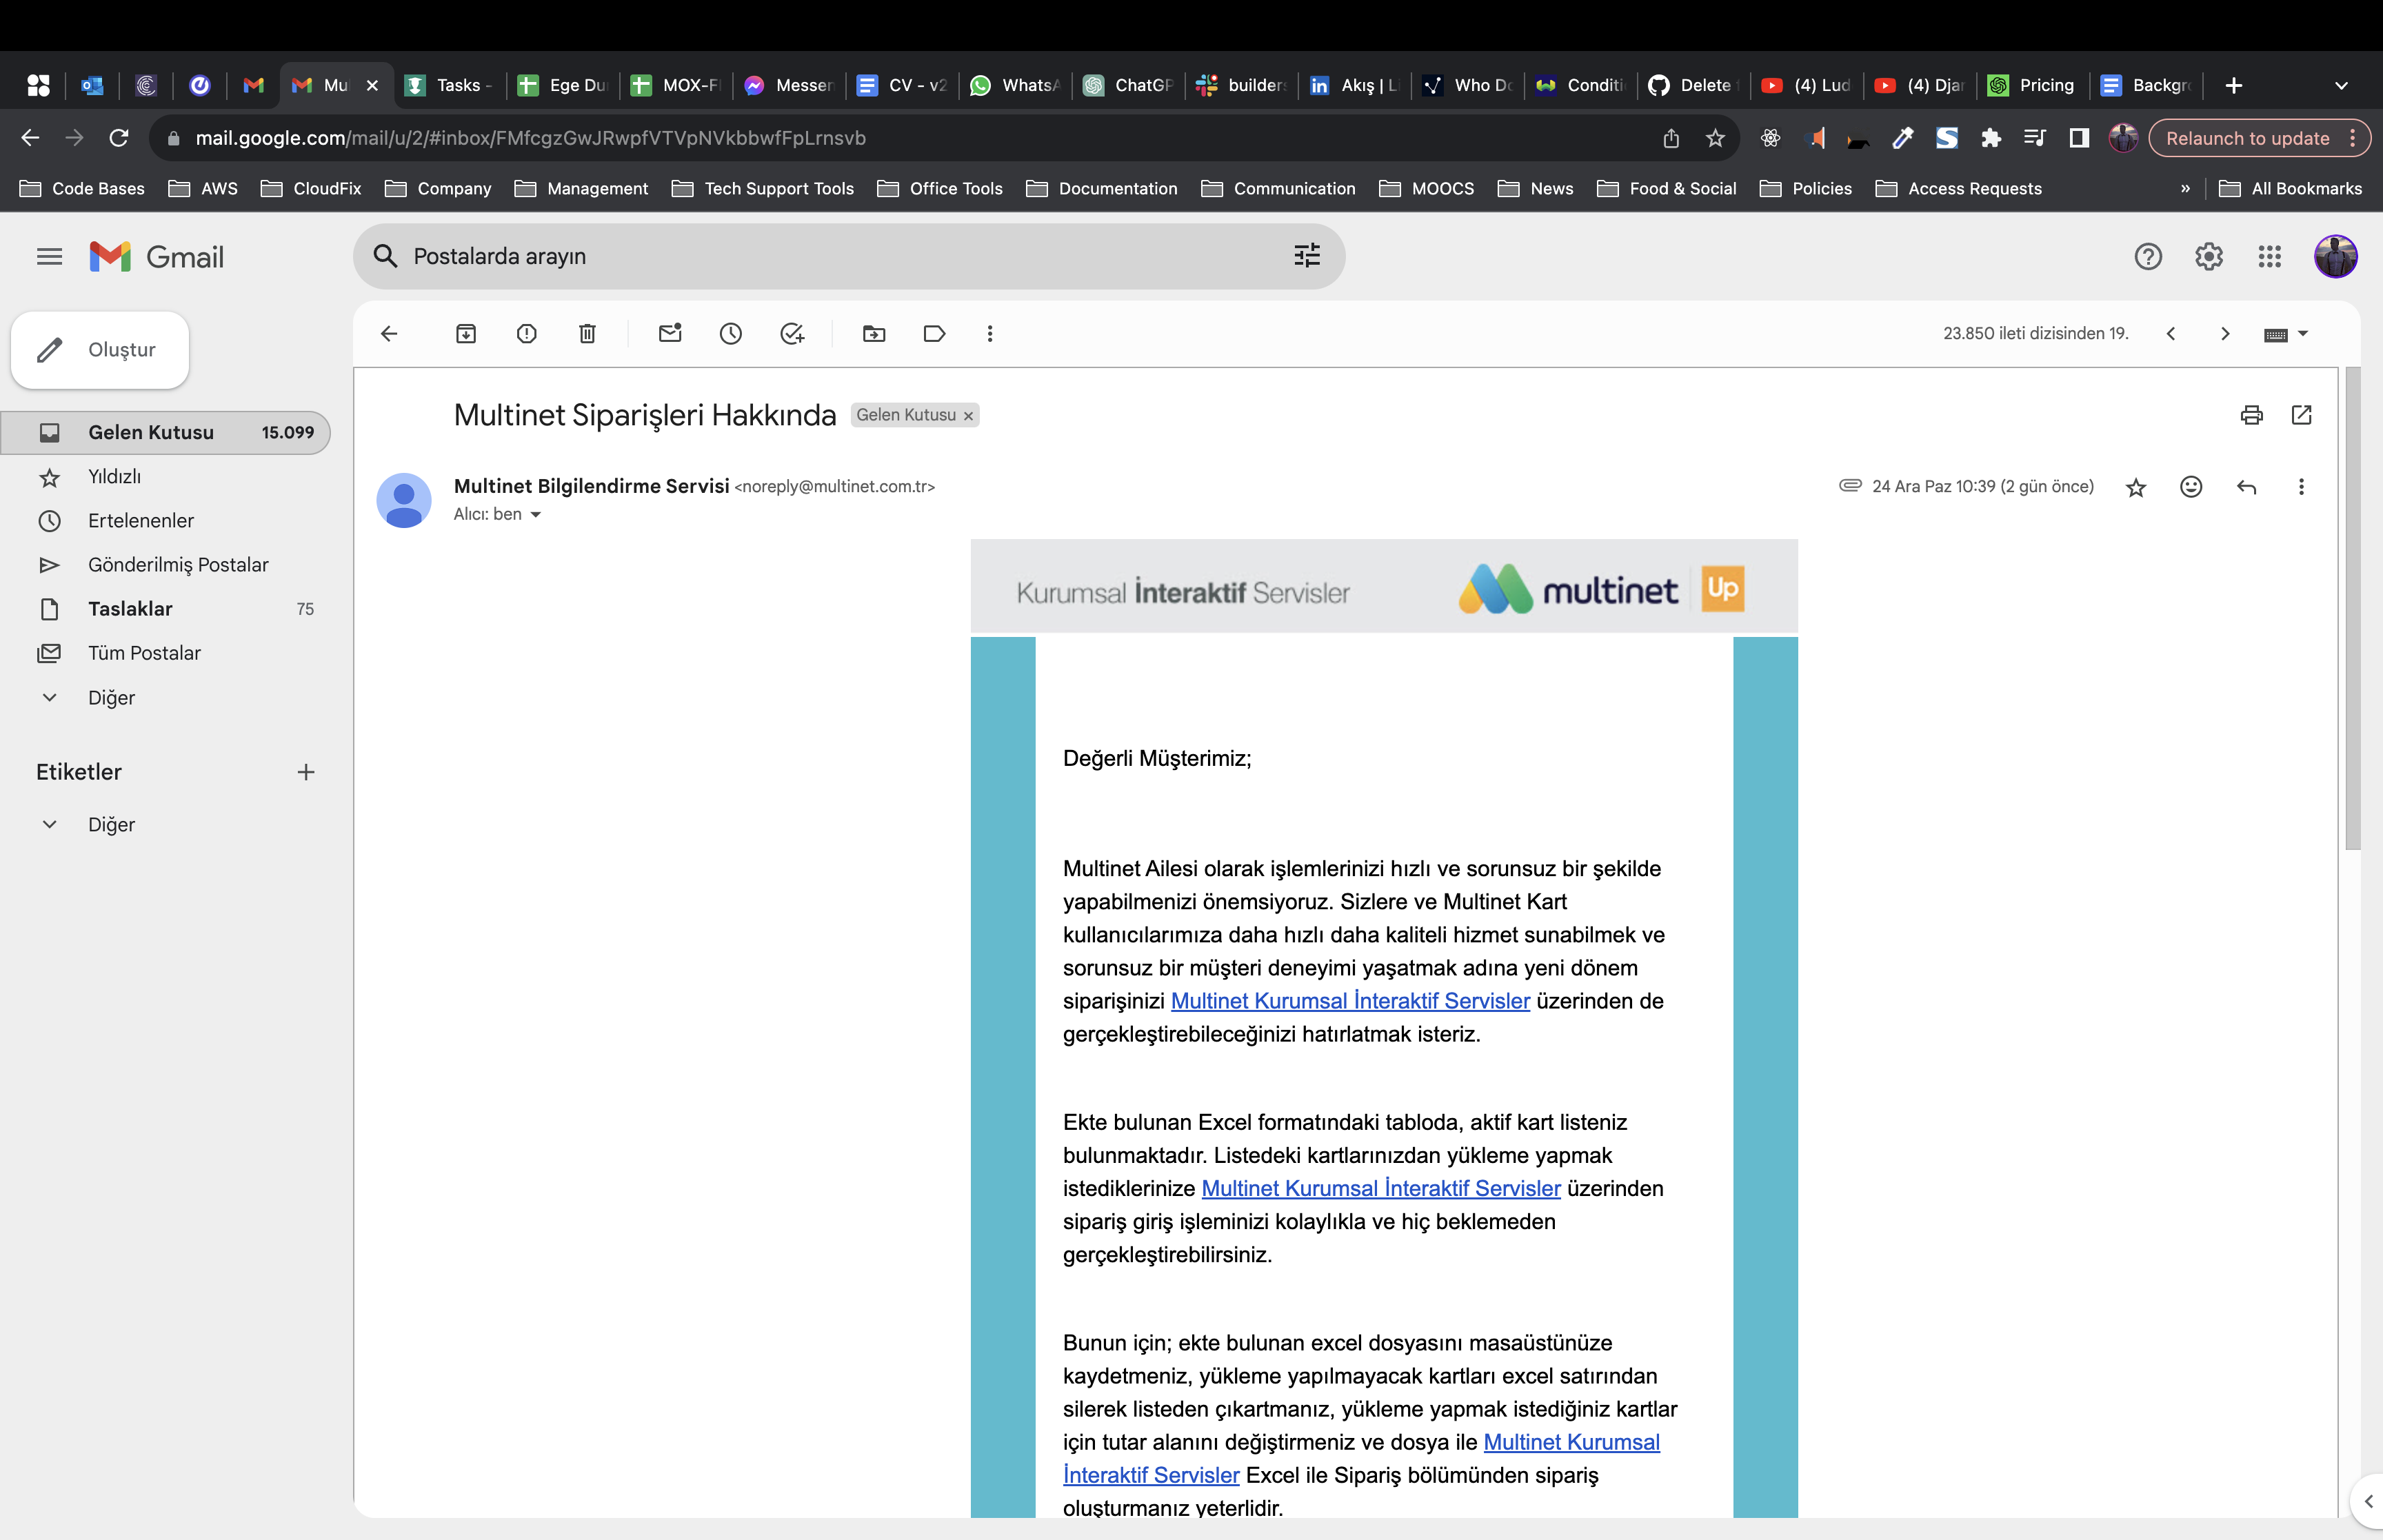 Mu
Tasks -
Ege Du
MOX-F
Messen
CV - v2
WhatsA
ChatGP
builder
Akış | L
Who Do
Conditi
Delete
(4) Lud
(4) Djar
Pricing
Backgr
mail.google.com/mail/u/2/#inbox/FMfcgzGwJRwpfVTVpNVkbbwfFpLrnsvb
Relaunch to update
Code Bases
AWS
CloudFix
Company
Management
Tech Support Tools
Office Tools
Documentation
Communication
MOOCS
News
Food & Social
Policies
Access Requests
»
All Bookmarks
Gmail
Postalarda arayın
Oluştur
23.850 ileti dizisinden 19.
Gelen Kutusu 15.099
Yıldızlı
Ertelenenler
Gönderilmiş Postalar
Taslaklar 75
Tüm Postalar
Diğer
Etiketler
Diğer
Multinet Siparişleri Hakkında Gelen Kutusu
Multinet Bilgilendirme Servisi <noreply@multinet.com.tr>
24 Ara Paz 10:39 (2 gün önce)
Alıcı: ben
Kurumsal İnteraktif Servisler
multinet Up
Değerli Müşterimiz;
Multinet Ailesi olarak işlemlerinizi hızlı ve sorunsuz bir şekilde
yapabilmenizi önemsiyoruz. Sizlere ve Multinet Kart
kullanıcılarımıza daha hızlı daha kaliteli hizmet sunabilmek ve
sorunsuz bir müşteri deneyimi yaşatmak adına yeni dönem
siparişinizi Multinet Kurumsal İnteraktif Servisler üzerinden de
gerçekleştirebileceğinizi hatırlatmak isteriz.
Ekte bulunan Excel formatındaki tabloda, aktif kart listeniz
bulunmaktadır. Listedeki kartlarınızdan yükleme yapmak
istediklerinize Multinet Kurumsal İnteraktif Servisler üzerinden
sipariş giriş işleminizi kolaylıkla ve hiç beklemeden
gerçekleştirebilirsiniz.
Bunun için; ekte bulunan excel dosyasını masaüstünüze
kaydetmeniz, yükleme yapılmayacak kartları excel satırından
silerek listeden çıkartmanız, yükleme yapmak istediğiniz kartlar
için tutar alanını değiştirmeniz ve dosya ile Multinet Kurumsal
İnteraktif Servisler Excel ile Sipariş bölümünden sipariş
oluşturmanız yeterlidir.